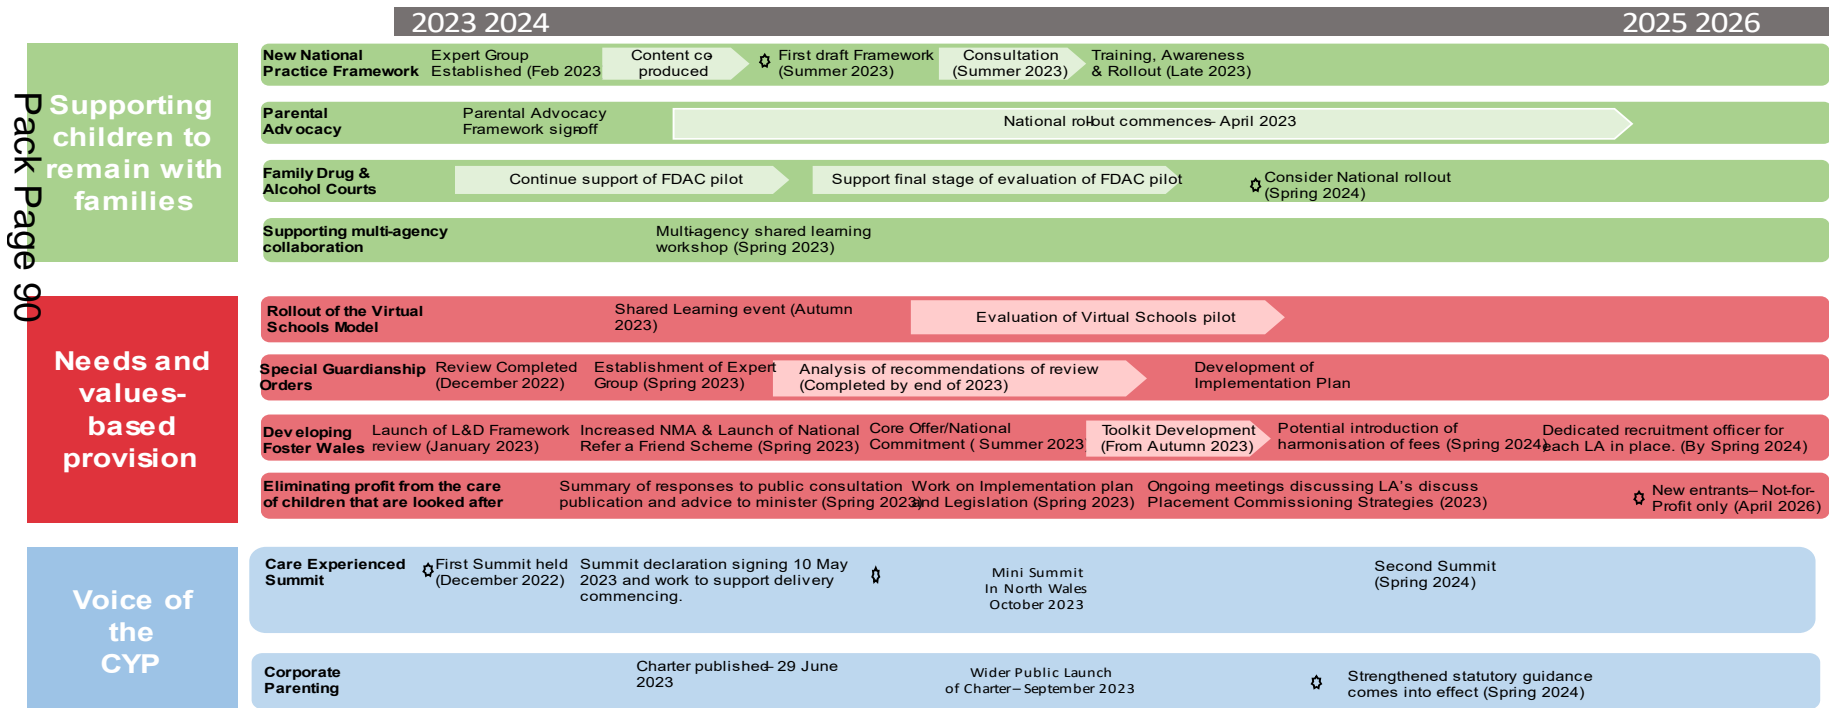 2023 2024
2025 2026
Pack Page 90
Supporting
children to
remain with
families
New National
Practice Framework
Expert Group
Established (Feb 2023
Content co-
produced
First draft Framework
(Summer 2023)
Consultation
(Summer 2023)
Training, Awareness
& Rollout (Late 2023)
Parental
Advocacy
Parental Advocacy
Framework sign-off
National roll-out commences– April 2023
Family Drug &
Alcohol Courts
Continue support of FDAC pilot
Support final stage of evaluation of FDAC pilot
Consider National rollout
(Spring 2024)
Supporting multi-agency
collaboration
Multi-agency shared learning
workshop (Spring 2023)
Needs and
values-
based
provision
Rollout of the Virtual
Schools Model
Shared Learning event (Autumn
2023)
Evaluation of Virtual Schools pilot
Special Guardianship
Orders
Review Completed
(December 2022)
Establishment of Expert
Group (Spring 2023)
Analysis of recommendations of review
(Completed by end of 2023)
Development of
Implementation Plan
Developing
Foster Wales
Launch of L&D Framework
review (January 2023)
Increased NMA & Launch of National
Refer a Friend Scheme (Spring 2023)
Core Offer/National
Commitment ( Summer 2023)
Toolkit Development
(From Autumn 2023)
Potential introduction of
harmonisation of fees (Spring 2024)
Dedicated recruitment officer for
each LA in place. (By Spring 2024)
Eliminating profit from the care
of children that are looked after
Summary of responses to public consultation
publication and advice to minister (Spring 2023)
Work on Implementation plan
and Legislation (Spring 2023)
Ongoing meetings discussing LA's discuss
Placement Commissioning Strategies (2023)
New entrants– Not-for-
Profit only (April 2026)
Voice of
the
CYP
Care Experienced
Summit
First Summit held
(December 2022)
Summit declaration signing 10 May
2023 and work to support delivery
commencing.
Mini Summit
In North Wales
October 2023
Second Summit
(Spring 2024)
Corporate
Parenting
Charter published– 29 June
2023
Wider Public Launch
of Charter– September 2023
Strengthened statutory guidance
comes into effect (Spring 2024)